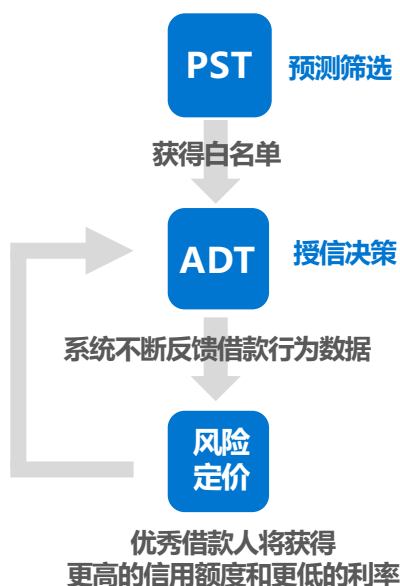 PST
预测筛选
获得白名单
ADT
授信决策
系统不断反馈借款行为数据
风险
定价
优秀借款人将获得
更高的信用额度和更低的利率